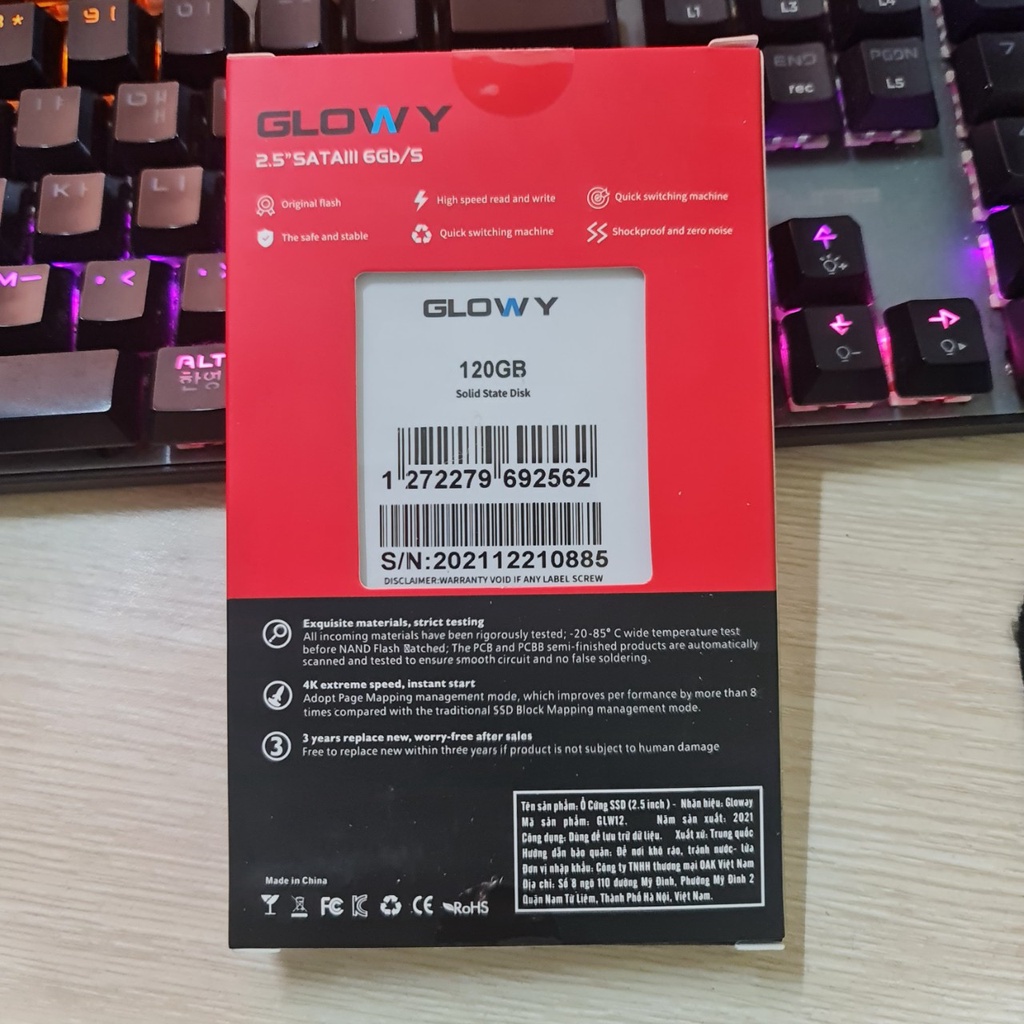 9 (
L1
L3
L4
END
rec
PGDN
L5
7
K ㅏ
L ㅣ
M ㅡ
<
>
ALT
한영
GLOWY
2.5"SATAIII 6Gb/S
Original flash
High speed read and write
Quick switching machine
The safe and stable
Quick switching machine
Shockproof and zero noise
GLOWY
120GB
Solid State Disk
1 272279 692562
S/N:202112210885
DISCLAIMER:WARRANTY VOID IF ANY LABEL SCREW
Exquisite materials, strict testing
All incoming materials have been rigorously tested; -20-85° C wide temperature test
before NAND Flash Batched; The PCB and PCBB semi-finished products are automatically
scanned and tested to ensure smooth circuit and no false soldering.
4K extreme speed, instant start
Adopt Page Mapping management mode, which improves per formance by more than 8
times compared with the traditional SSD Block Mapping management mode.
3
3 years replace new, worry-free after sales
Free to replace new within three years if product is not subject to human damage
Tên sản phẩm: Ổ Cứng SSD (2.5 inch) - Nhãn hiệu: Gloway
Mã sản phẩm: GLW12. Năm sản xuất: 2021
Công dụng: Dùng để lưu trữ dữ liệu. Xuất xứ: Trung quốc
Hướng dẫn bảo quản: Để nơi khô ráo, tránh nước- lửa
Đơn vị nhập khẩu: Công ty TNHH thương mại OAK Việt Nam
Địa chỉ: Số 8 ngõ 110 đường Mỹ Đình, Phường Mỹ Đình 2
Quận Nam Từ Liêm, Thành Phố Hà Nội, Việt Nam.
Made in China
FC CE RoHS